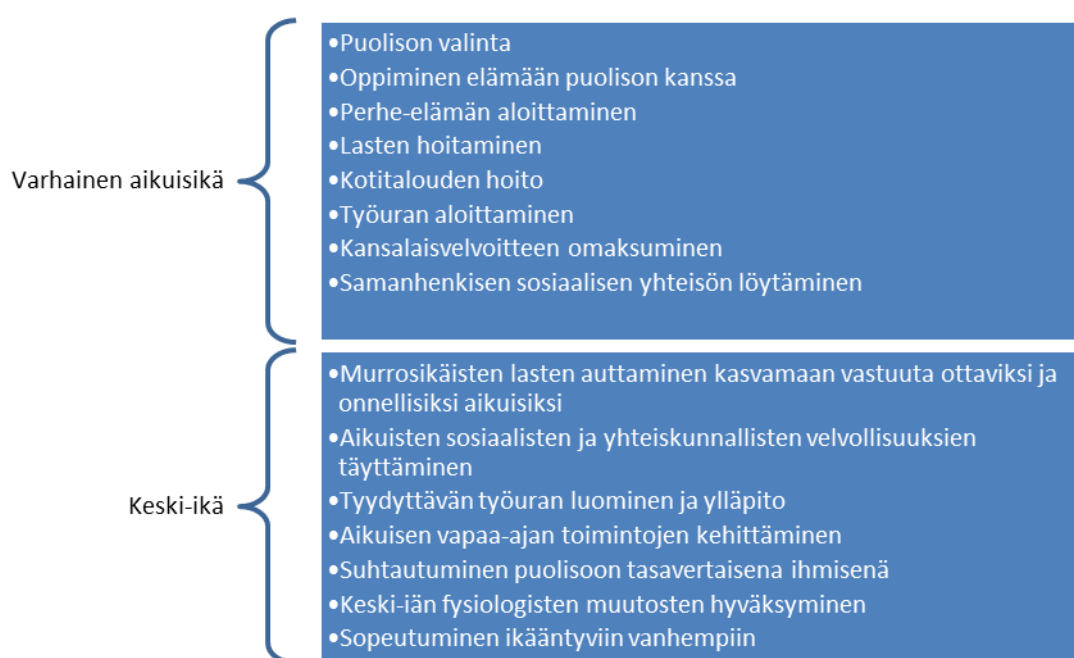 Varhainen aikuisikä
•Puolison valinta
•Oppiminen elämään puolison kanssa
•Perhe-elämän aloittaminen
•Lasten hoitaminen
•Kotitalouden hoito
•Työuran aloittaminen
•Kansalaisvelvoitteen omaksuminen
•Samanhenkisen sosiaalisen yhteisön löytäminen
Keski-ikä
•Murrosikäisten lasten auttaminen kasvamaan vastuuta ottaviksi ja
onnellisiksi aikuisiksi
•Aikuisten sosiaalisten ja yhteiskunnallisten velvollisuuksien
täyttäminen
•Tyydyttävän työuran luominen ja ylläpito
•Aikuisen vapaa-ajan toimintojen kehittäminen
•Suhtautuminen puolisoon tasavertaisena ihmisenä
•Keski-iän fysiologisten muutosten hyväksyminen
•Sopeutuminen ikääntyviin vanhempiin